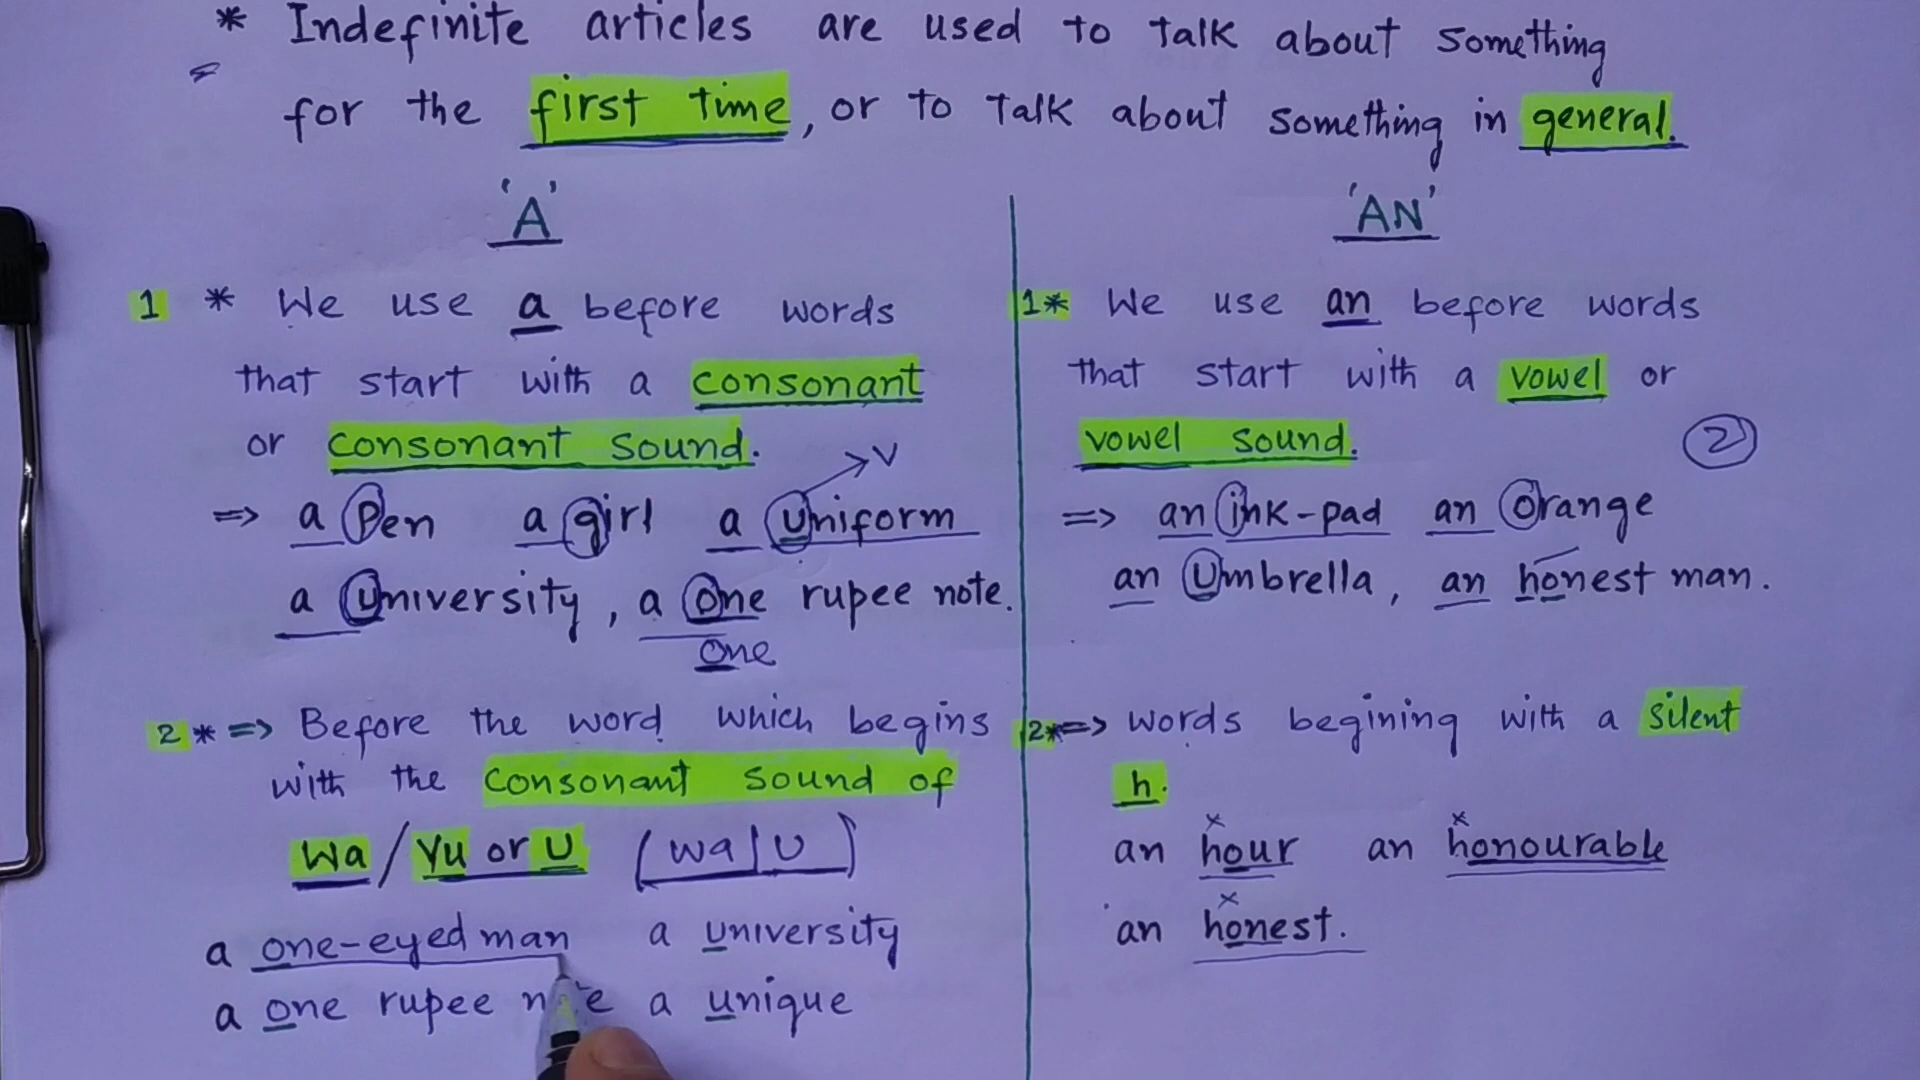 * Indefinite articles are used to talk about something
for the first time, or to talk about something in general.
'A'
1 * We use a before words
that start with a consonant
or consonant sound.
V
=> a pen a girl a uniform
a university, a one rupee note.
one
2 * => Before the word which begins
with the consonant sound of
Wa / Yu or U (wa/U)
a one-eyed man a university
a one rupee note a unique
'AN'
1* We use an before words
that start with a vowel or
vowel sound.
2
=> an ink-pad an orange
an umbrella, an honest man.
2*=> words begining with a silent
h.
an hour an honourable
an honest.